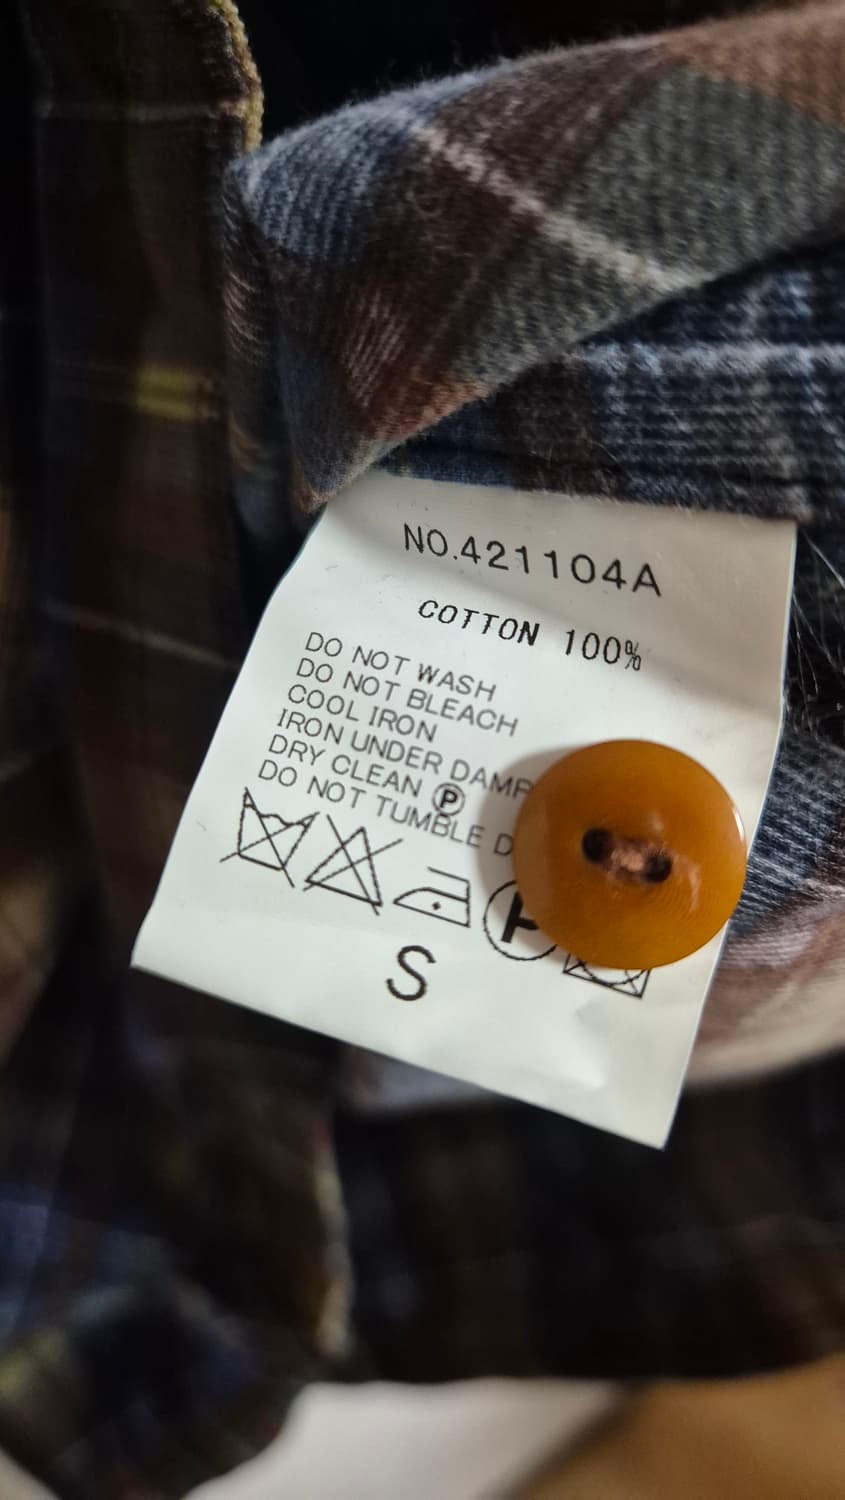 NO.421104A
COTTON 100%
DO NOT WASH
DO NOT BLEACH
COOL IRON
IRON UNDER DAMP
DRY CLEAN Ⓟ
DO NOT TUMBLE
P
S